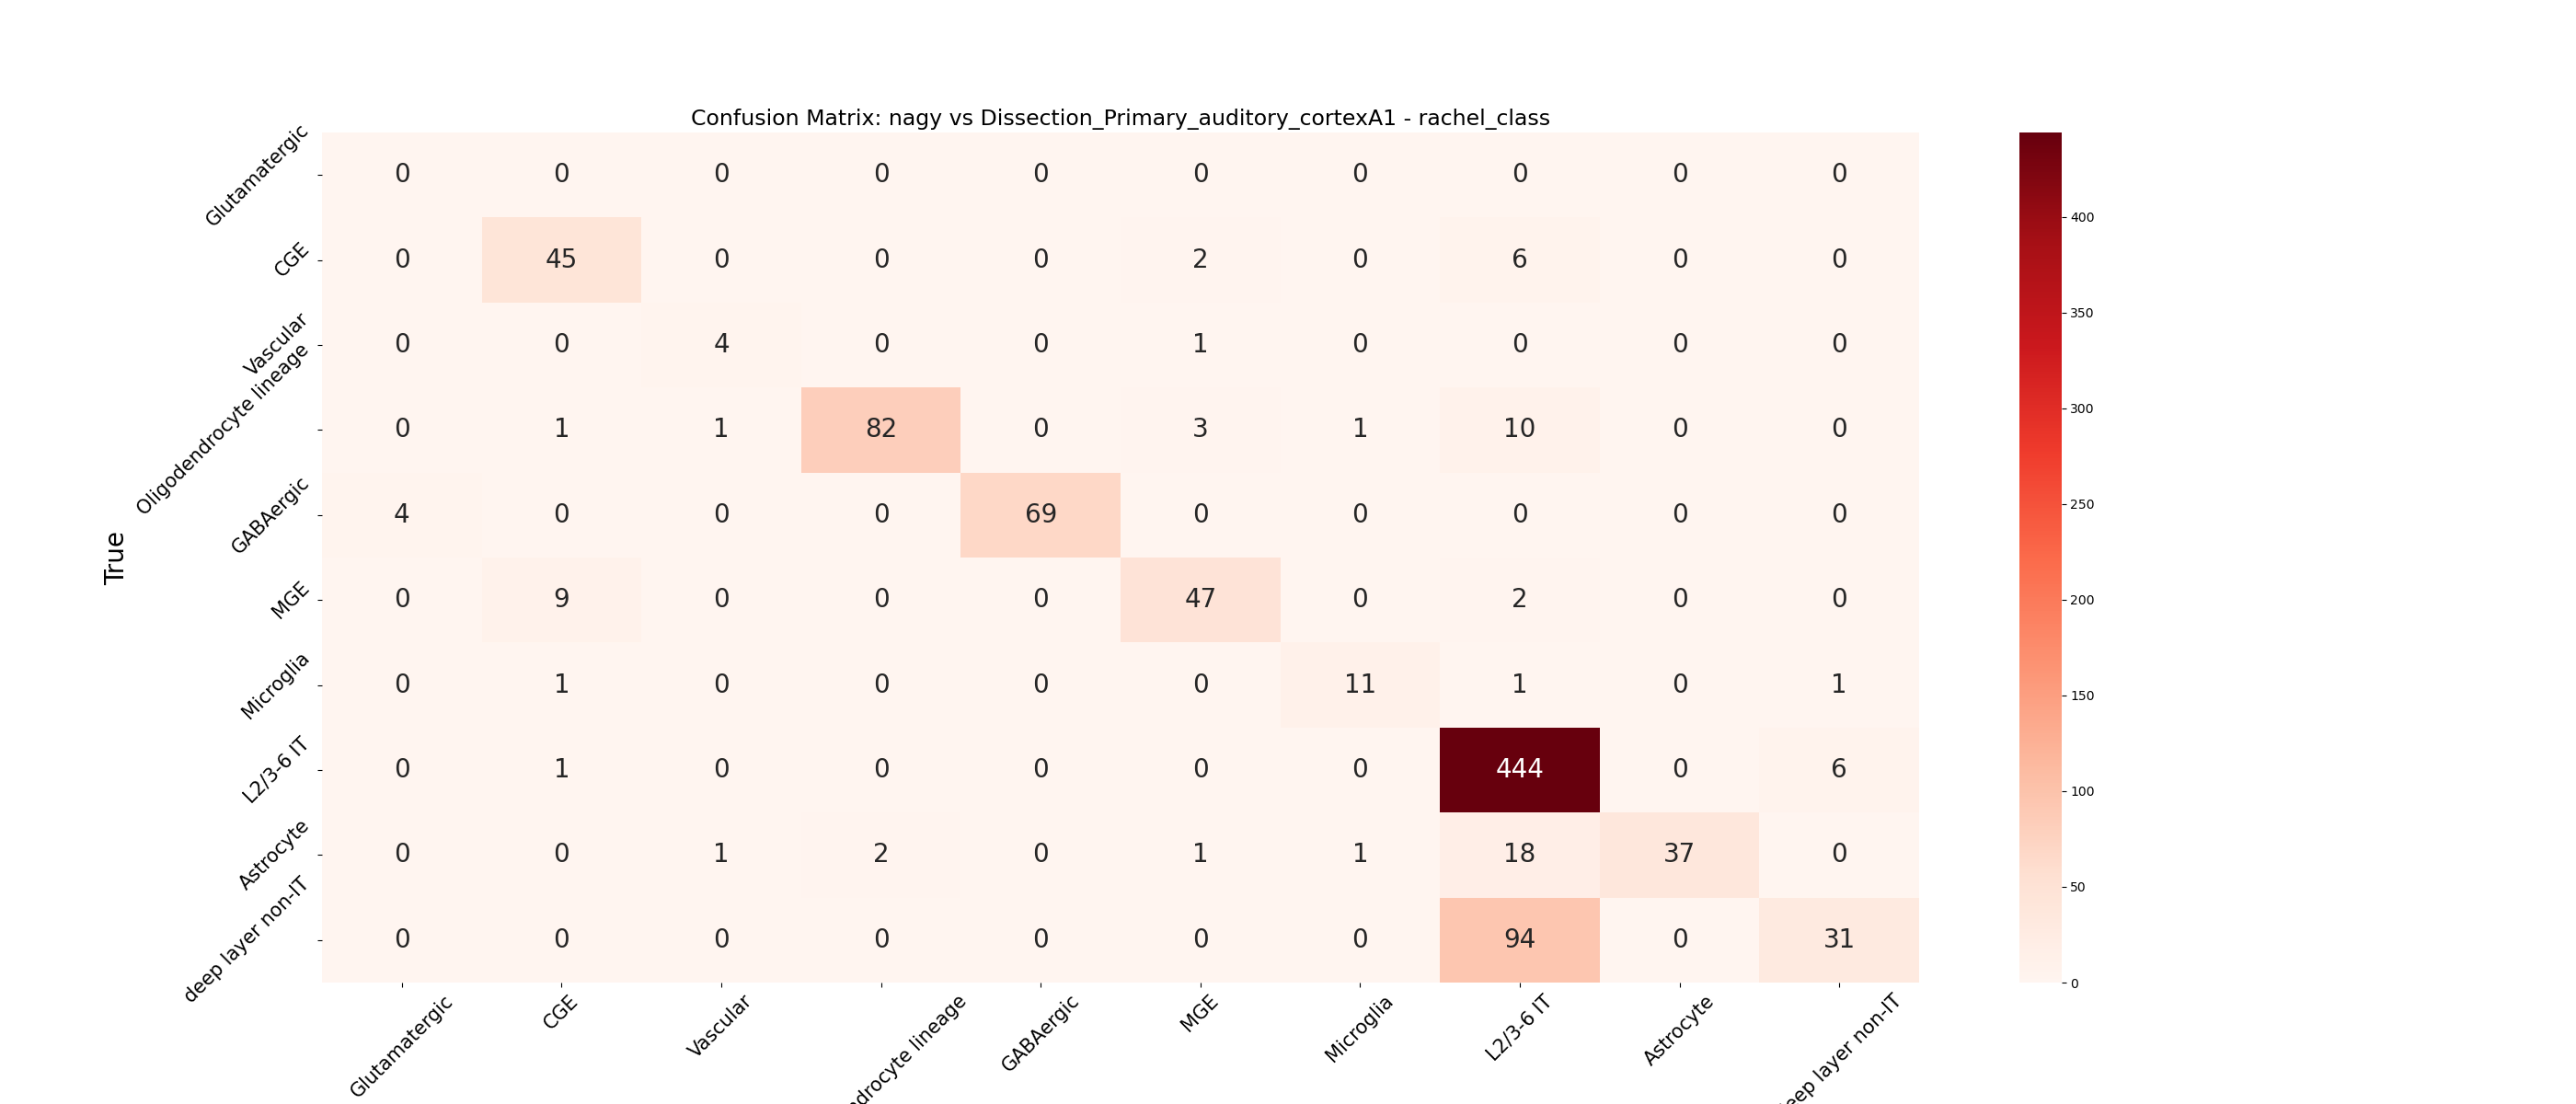 Confusion Matrix: nagy vs Dissection_Primary_auditory_cortexA1 - rachel_class
True
Glutamatergic 0 0 0 0 0 0 0 0 0 0
CGE 0 45 0 0 0 2 0 6 0 0
Vascular 0 0 4 0 0 1 0 0 0 0
Oligodendrocyte lineage 0 1 1 82 0 3 1 10 0 0
GABAergic 4 0 0 0 69 0 0 0 0 0
MGE 0 9 0 0 0 47 0 2 0 0
Microglia 0 1 0 0 0 0 11 1 0 1
L2/3-6 IT 0 1 0 0 0 0 0 444 0 6
Astrocyte 0 0 1 2 0 1 1 18 37 0
deep layer non-IT 0 0 0 0 0 0 0 94 0 31
Glutamatergic CGE Vascular lineage GABAergic MGE Microglia L2/3-6 IT Astrocyte layer non-IT
400
350
300
250
200
150
100
50
0